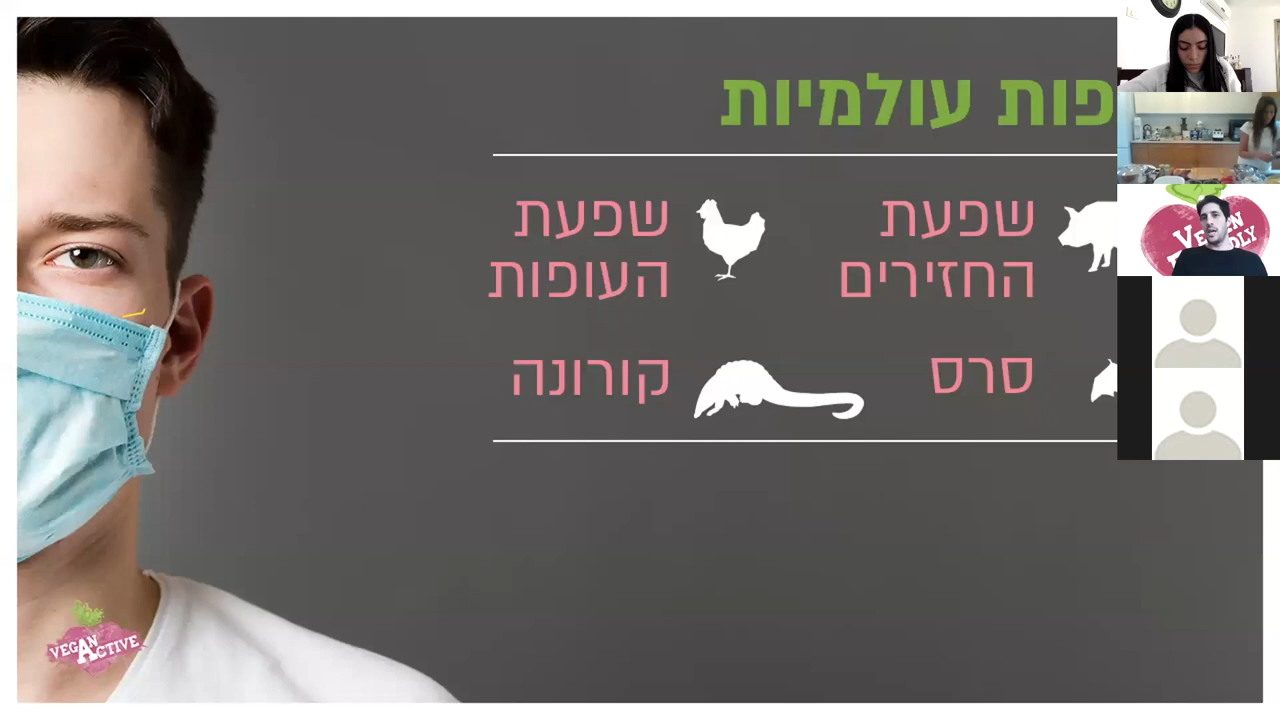 פות עולמיות
שפעת
החזירים
שפעת
העופות
סרס
קורונה
VEGAN
ACTIVE